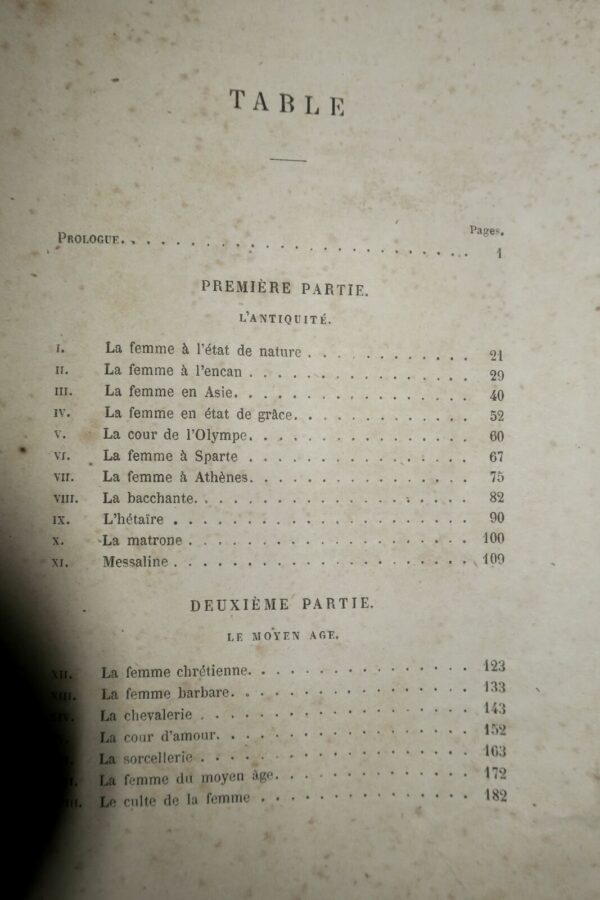 TABLE
Pages.
PROLOGUE. . . . . . . . . . . . . . . . . . . . . . . 1
PREMIÈRE PARTIE.
L'ANTIQUITÉ.
I. La femme à l'état de nature . . . . . . . . . . . . 21
II. La femme à l'encan . . . . . . . . . . . . . . . 29
III. La femme en Asie. . . . . . . . . . . . . . . . 40
IV. La femme en état de grâce. . . . . . . . . . . . 52
V. La cour de l'Olympe. . . . . . . . . . . . . . . 60
VI. La femme à Sparte . . . . . . . . . . . . . . . 67
VII. La femme à Athènes. . . . . . . . . . . . . . . 75
VIII. La bacchante. . . . . . . . . . . . . . . . . . 82
IX. L'hétaïre . . . . . . . . . . . . . . . . . . . 90
X. La matrone . . . . . . . . . . . . . . . . . . 100
XI. Messaline . . . . . . . . . . . . . . . . . . . 109
DEUXIÈME PARTIE.
LE MOYEN AGE.
XII. La femme chrétienne. . . . . . . . . . . . . . . 123
XIII. La femme barbare. . . . . . . . . . . . . . . . 133
XIV. La chevalerie . . . . . . . . . . . . . . . . . 143
La cour d'amour. . . . . . . . . . . . . . . . . 152
La sorcellerie . . . . . . . . . . . . . . . . . 163
La femme du moyen âge. . . . . . . . . . . . . . 172
Le culte de la femme . . . . . . . . . . . . . . 182